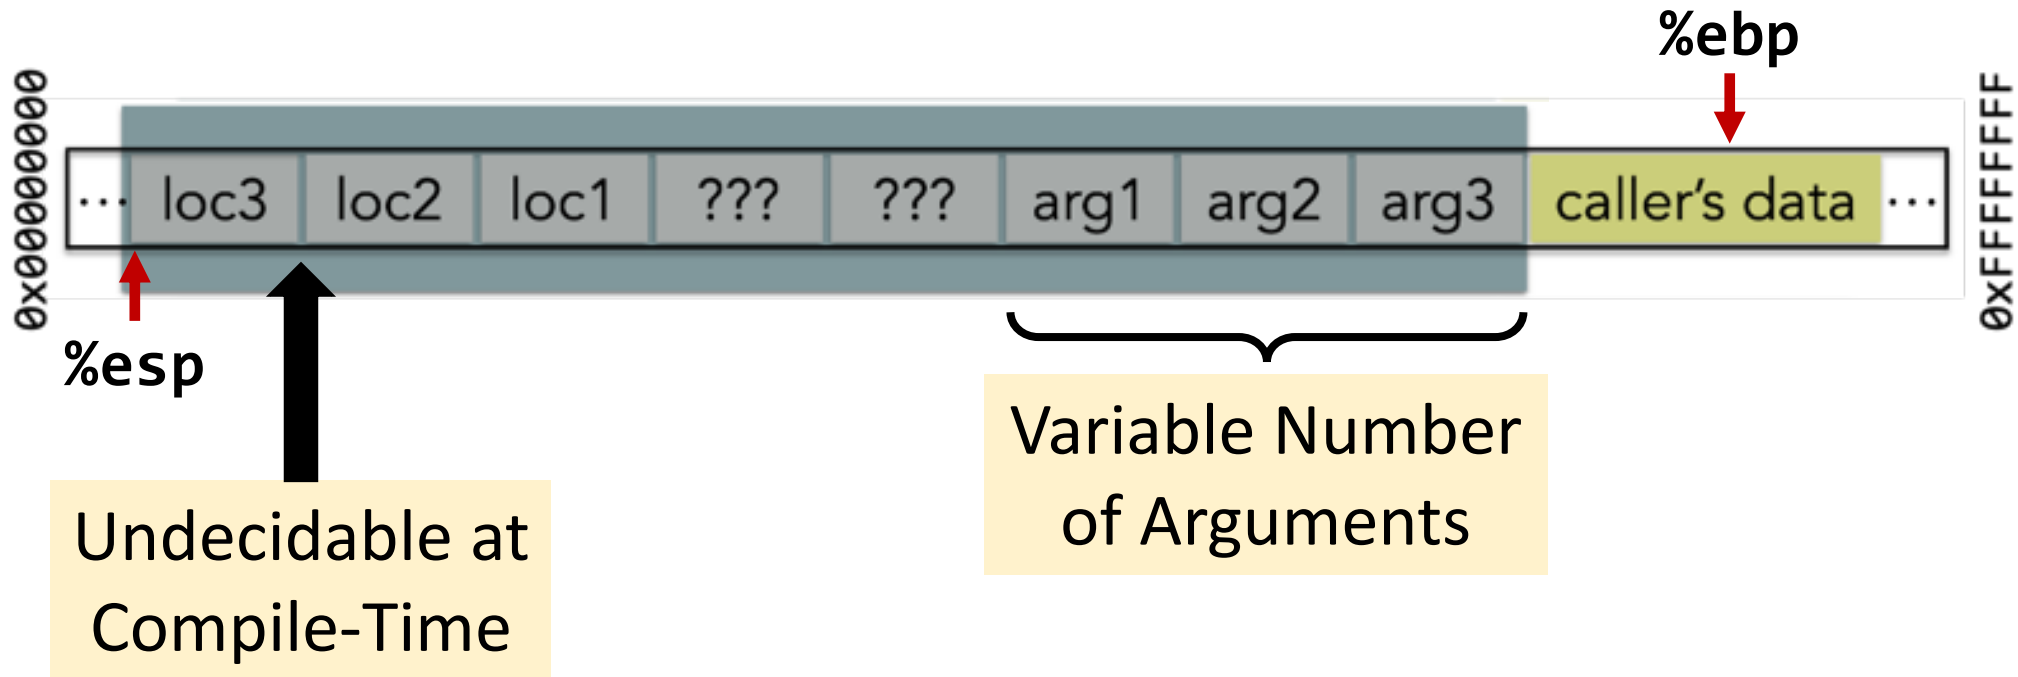 %ebp
0x00000000
0xFFFFFFFF
... loc3 loc2 loc1 ??? ??? arg1 arg2 arg3 caller's data ...
%esp
Variable Number
of Arguments
Undecidable at
Compile-Time